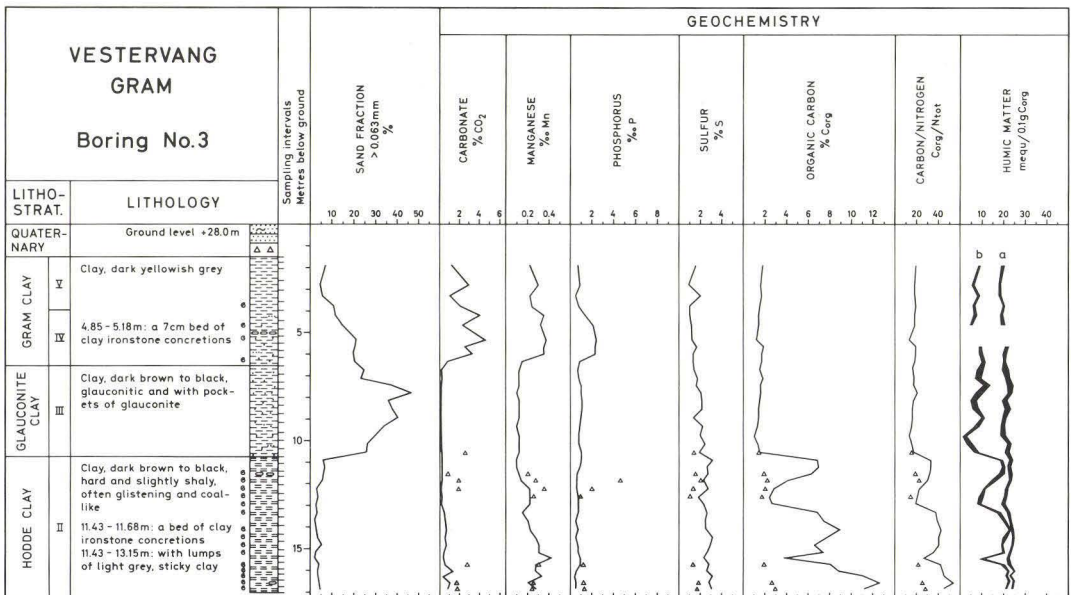 VESTERVANG
GRAM
Boring No.3
LITHO-
STRAT.
LITHOLOGY
Sampling intervals
Metres below ground
SAND FRACTION
> 0.063mm
%
10 20 30 40 50
GEOCHEMISTRY
CARBONATE
% CO2
2 4 6
MANGANESE
‰ Mn
0.2 0.4
PHOSPHORUS
‰ P
2 4 6 8
SULFUR
% S
2 4
ORGANIC CARBON
% Corg
2 4 6 8 10 12
CARBON/NITROGEN
Corg/Ntot
20 40
HUMIC MATTER
mequ/0.1g Corg
10 20 30 40
QUATER-
NARY
Ground level +28.0m
GRAM CLAY
V
Clay, dark yellowish grey
IV
4.85-5.18m: a 7cm bed of
clay ironstone concretions
GLAUCONITE
CLAY
III
Clay, dark brown to black,
glauconitic and with pock-
ets of glauconite
HODDE CLAY
II
Clay, dark brown to black,
hard and slightly shaly,
often glistening and coal-
like
11.43-11.68m: a bed of clay
ironstone concretions
11.43-13.15m: with lumps
of light grey, sticky clay
5
10
15
b a